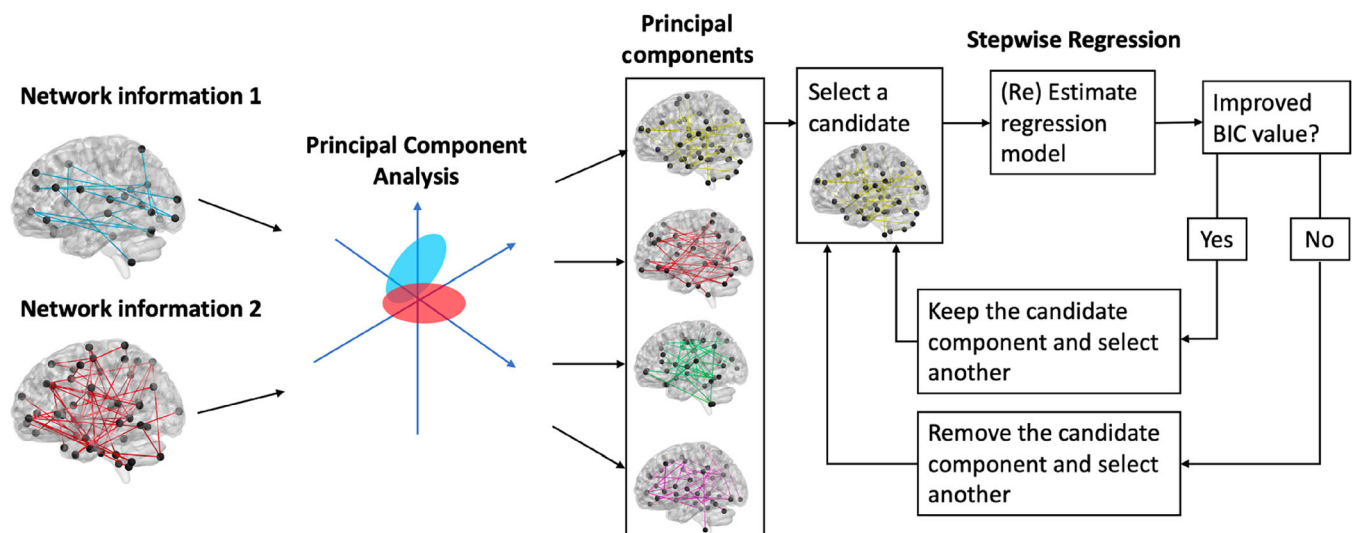 Network information 1
Network information 2
Principal Component
Analysis
Principal
components
Stepwise Regression
Select a
candidate
(Re) Estimate
regression
model
Improved
BIC value?
Yes
No
Keep the candidate
component and select
another
Remove the candidate
component and select
another